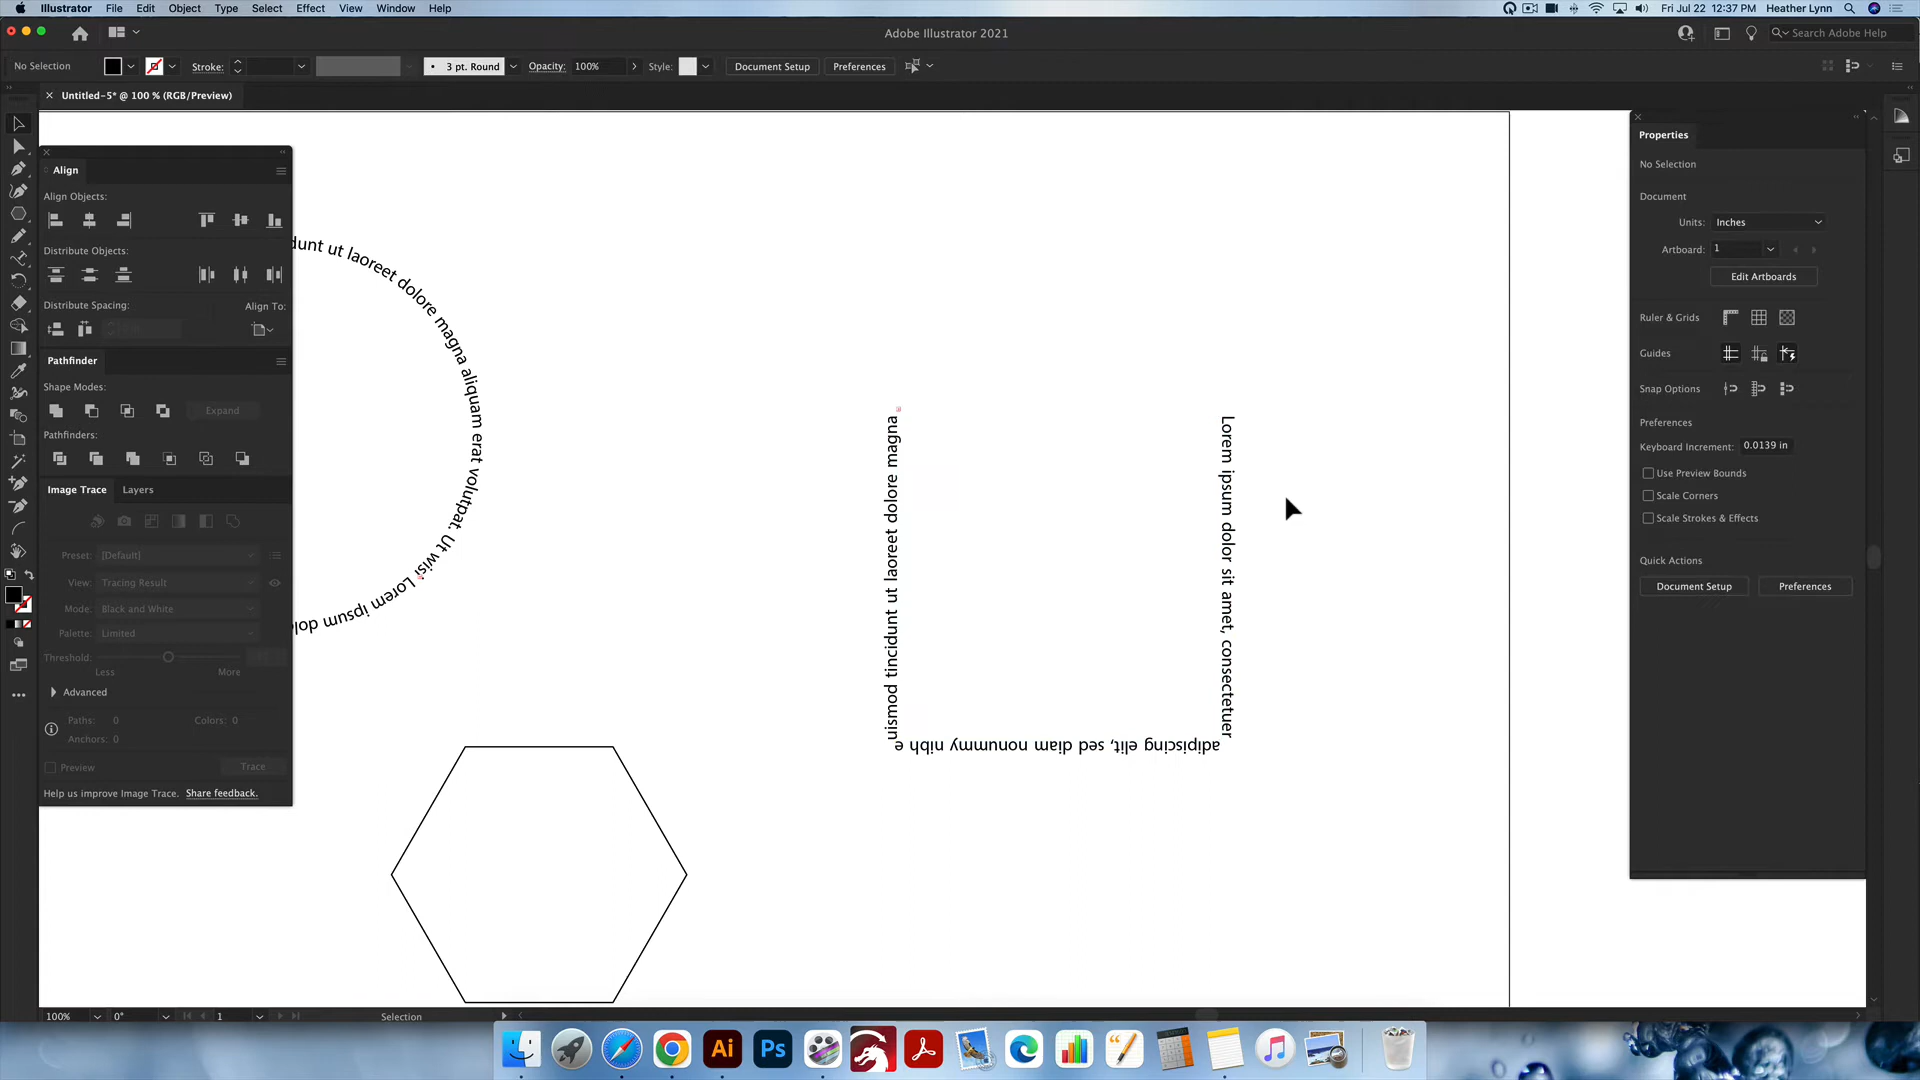 Illustrator File Edit Object Type Select Effect View Window Help Fri Jul 22 12:37 PM Heather Lynn
Adobe Illustrator 2021 Search Adobe Help
No Selection Stroke: 3 pt. Round Opacity: 100% Style: Document Setup Preferences
Untitled-5* @ 100 % (RGB/Preview)
Align
Align Objects:
Distribute Objects:
Distribute Spacing: Align To:
Pathfinder
Shape Modes:
Expand
Pathfinders:
Image Trace Layers
Preset: [Default]
View: Tracing Result
Mode: Black and White
Palette: Limited
Threshold:
Less More
Advanced
Paths: 0 Colors: 0
Anchors: 0
Preview Trace
Help us improve Image Trace. Share feedback.
Lorem ipsum dol
dunt ut laoreet dolore magna aliquam erat volutpat. Ut wisi
Lorem ipsum dolor sit amet, consectetuer
adipiscing elit, sed diam nonummy nibh e
uismod tincidunt ut laoreet dolore magna
Properties
No Selection
Document
Units: Inches
Artboard: 1
Edit Artboards
Ruler & Grids
Guides
Snap Options
Preferences
Keyboard Increment: 0.0139 in
Use Preview Bounds
Scale Corners
Scale Strokes & Effects
Quick Actions
Document Setup Preferences
100% 0° 1 Selection
Ai Ps